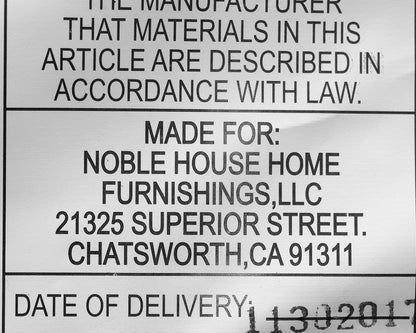 THE MANUFACTURER
THAT MATERIALS IN THIS
ARTICLE ARE DESCRIBED IN
ACCORDANCE WITH LAW.
MADE FOR:
NOBLE HOUSE HOME
FURNISHINGS,LLC
21325 SUPERIOR STREET.
CHATSWORTH,CA 91311
DATE OF DELIVERY: 11302017